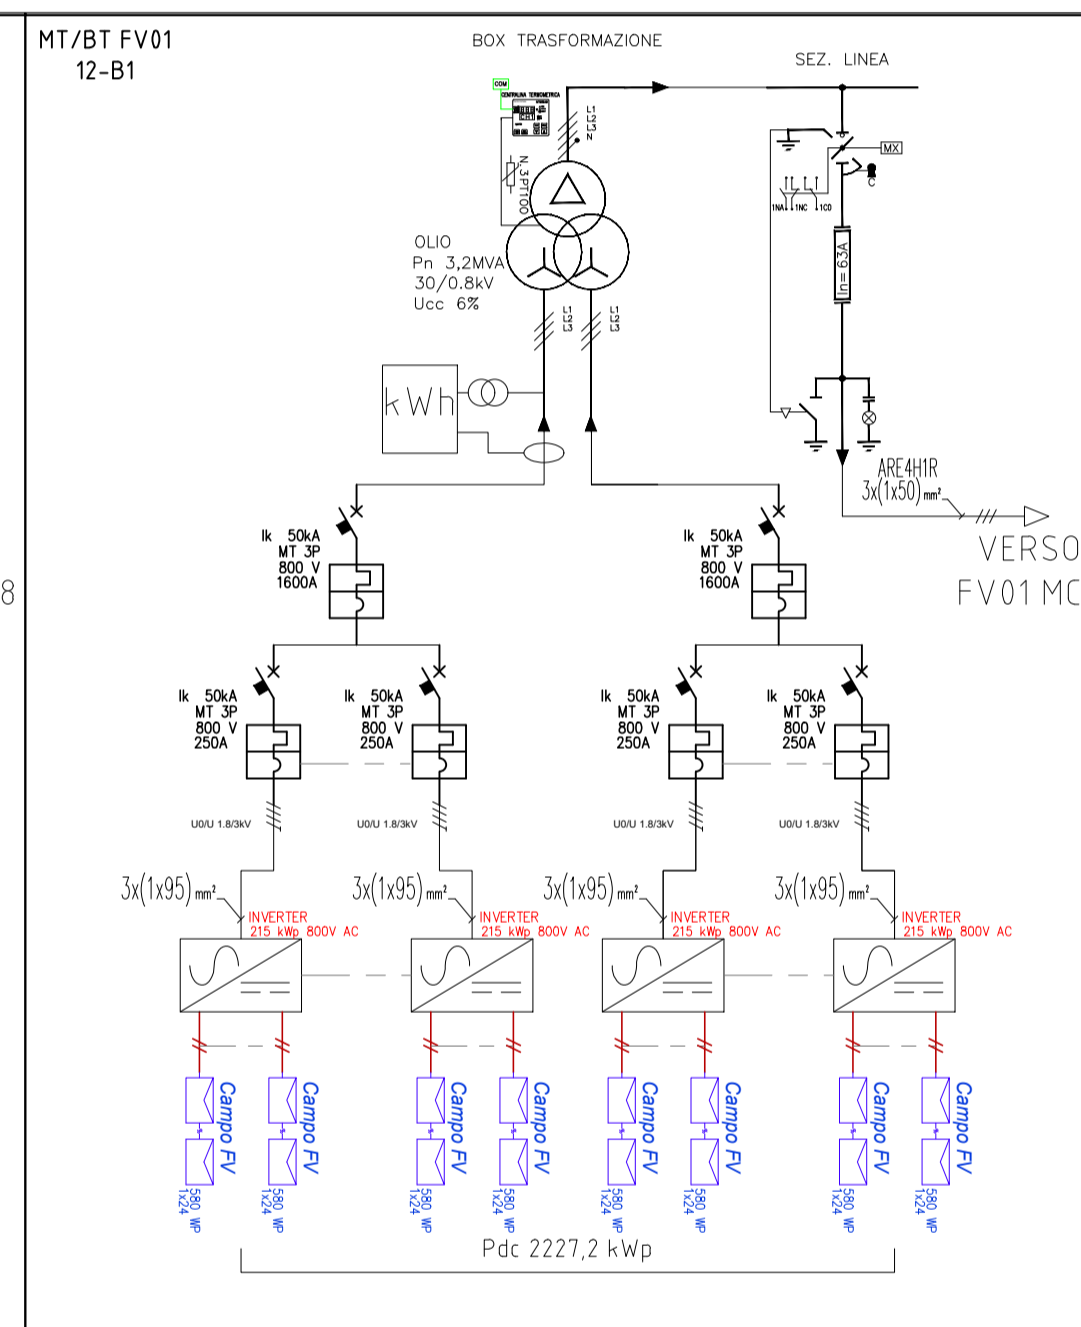 MT/BT FV01
12-B1
BOX TRASFORMAZIONE
SEZ. LINEA
COM
CENTRALINA TERMOMETRICA
CH1
L1
L2
L3
N
N.3PT100
MX
C
1NA
1NC
1CO
OLIO
Pn 3,2MVA
30/0.8kV
Ucc 6%
In= 63A
L1
L2
L3
L1
L2
L3
kWh
ARE4H1R
3x(1x50) mm²
VERSO
FV01 MC
8
Ik 50kA
MT 3P
800 V
1600A
Ik 50kA
MT 3P
800 V
1600A
Ik 50kA
MT 3P
800 V
250A
Ik 50kA
MT 3P
800 V
250A
Ik 50kA
MT 3P
800 V
250A
Ik 50kA
MT 3P
800 V
250A
U0/U 1.8/3kV
U0/U 1.8/3kV
U0/U 1.8/3kV
U0/U 1.8/3kV
3x(1x95) mm²
3x(1x95) mm²
3x(1x95) mm²
3x(1x95) mm²
INVERTER
215 kWp 800V AC
INVERTER
215 kWp 800V AC
INVERTER
215 kWp 800V AC
INVERTER
215 kWp 800V AC
Campo FV
Campo FV
Campo FV
Campo FV
Campo FV
Campo FV
Campo FV
Campo FV
580 WP
1x24
580 WP
1x24
580 WP
1x24
580 WP
1x24
580 WP
1x24
580 WP
1x24
580 WP
1x24
580 WP
1x24
Pdc 2227,2 kWp